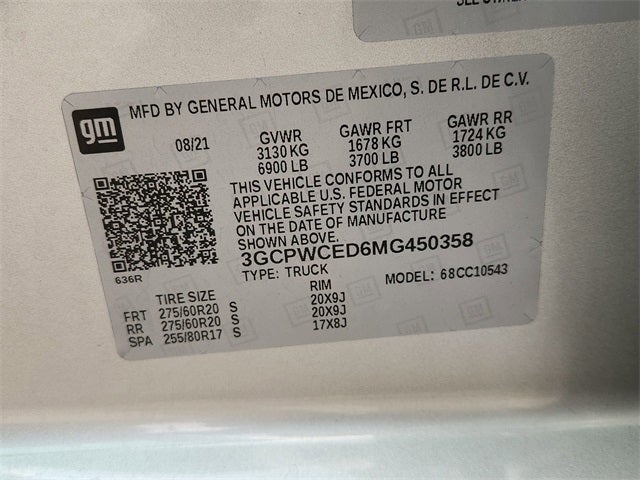 gm
MFD BY GENERAL MOTORS DE MEXICO, S. DE R.L. DE C.V.
08/21 GVWR GAWR FRT GAWR RR
3130 KG 1678 KG 1724 KG
6900 LB 3700 LB 3800 LB
THIS VEHICLE CONFORMS TO ALL
APPLICABLE U.S. FEDERAL MOTOR
VEHICLE SAFETY STANDARDS IN EFFECT
ON THE DATE OF MANUFACTURE
SHOWN ABOVE.
3GCPWCED6MG450358
636R
TYPE: TRUCK MODEL: 68CC10543
TIRE SIZE RIM
FRT 275/60R20 S 20X9J
RR 275/60R20 S 20X9J
SPA 255/80R17 S 17X8J